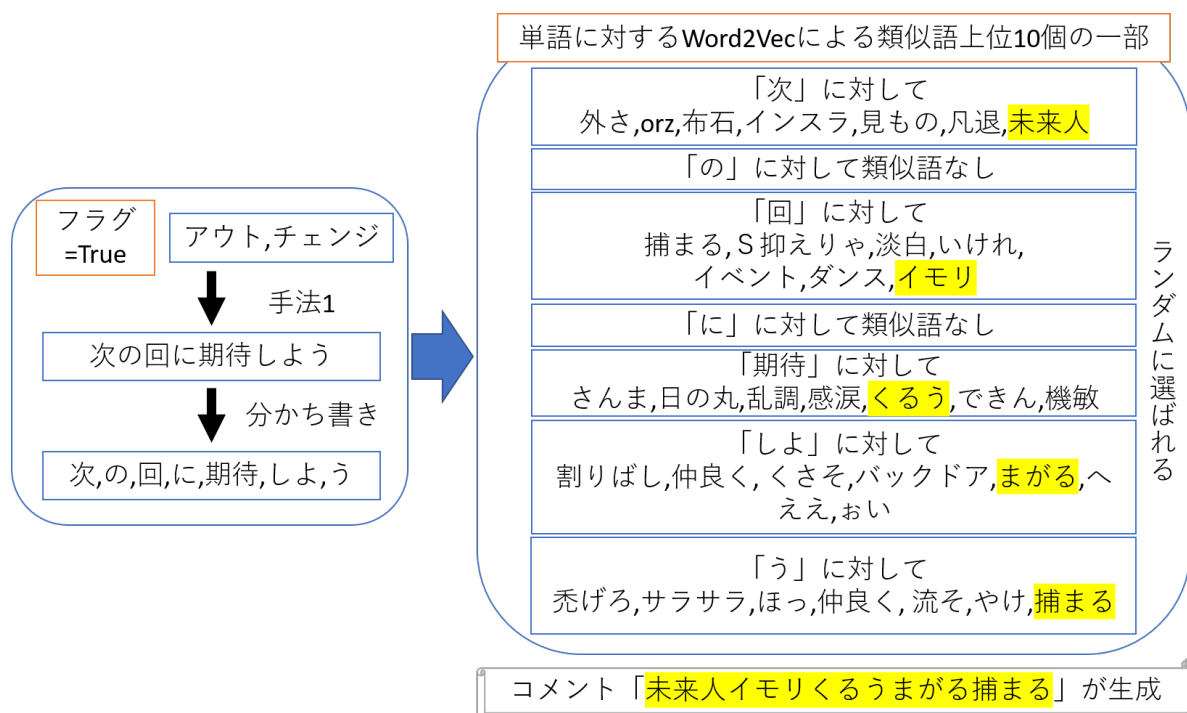 フラグ
=True
アウト,チェンジ
手法1
次の回に期待しよう
分かち書き
次,の,回,に,期待,しよ,う
単語に対するWord2Vecによる類似語上位10個の一部
「次」に対して
外さ,orz,布石,インスラ,見もの,凡退,未来人
「の」に対して類似語なし
「回」に対して
捕まる,S抑えりゃ,淡白,いけれ,
イベント,ダンス,イモリ
「に」に対して類似語なし
「期待」に対して
さんま,日の丸,乱調,感涙,くるう,できん,機敏
「しよ」に対して
割りばし,仲良く,くさそ,バックドア,まがる,へ
ええ,ぉい
「う」に対して
禿げろ,サラサラ,ほっ,仲良く,流そ,やけ,捕まる
ランダムに選ばれる
コメント「未来人イモリくるうまがる捕まる」が生成